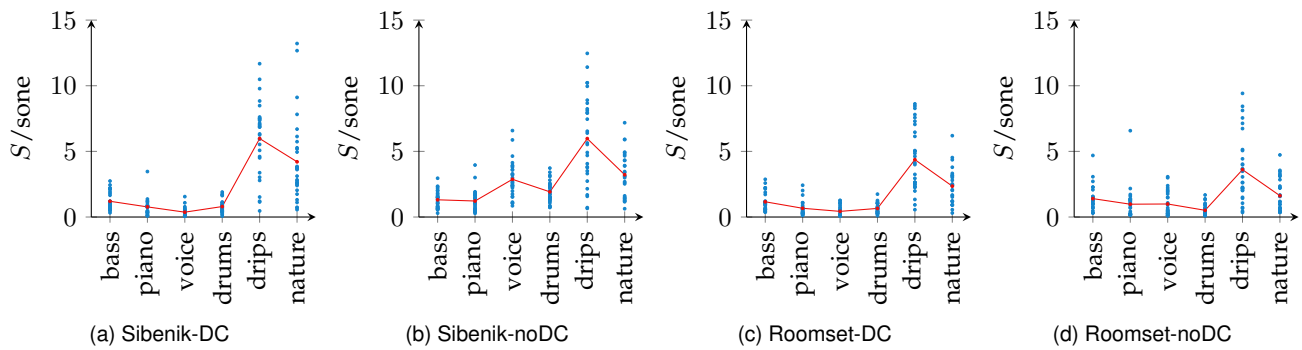 15
10
5
0
S/sone
bass
piano
voice
drums
drips
nature
(a) Sibenik-DC
15
10
5
0
S/sone
bass
piano
voice
drums
drips
nature
(b) Sibenik-noDC
15
10
5
0
S/sone
bass
piano
voice
drums
drips
nature
(c) Roomset-DC
15
10
5
0
S/sone
bass
piano
voice
drums
drips
nature
(d) Roomset-noDC